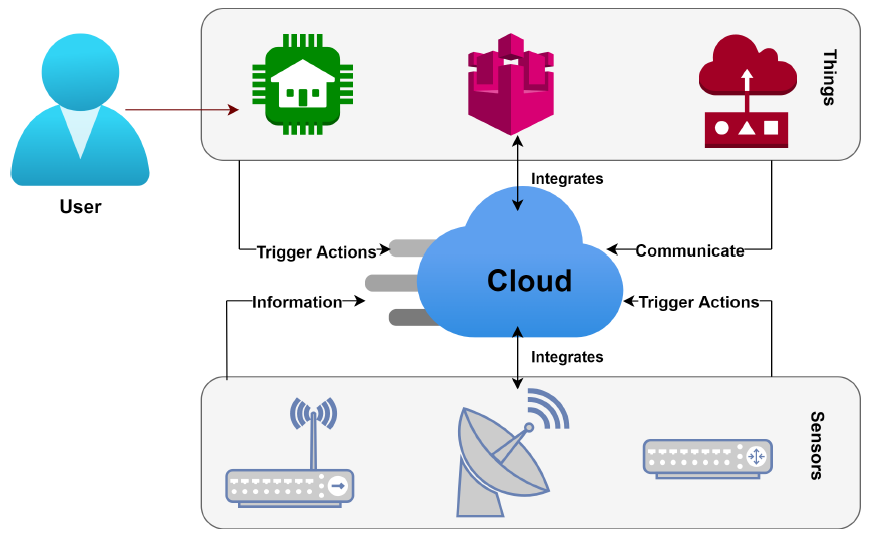 Things
User
Integrates
Trigger Actions
Communicate
Cloud
Information
Trigger Actions
Integrates
Sensors